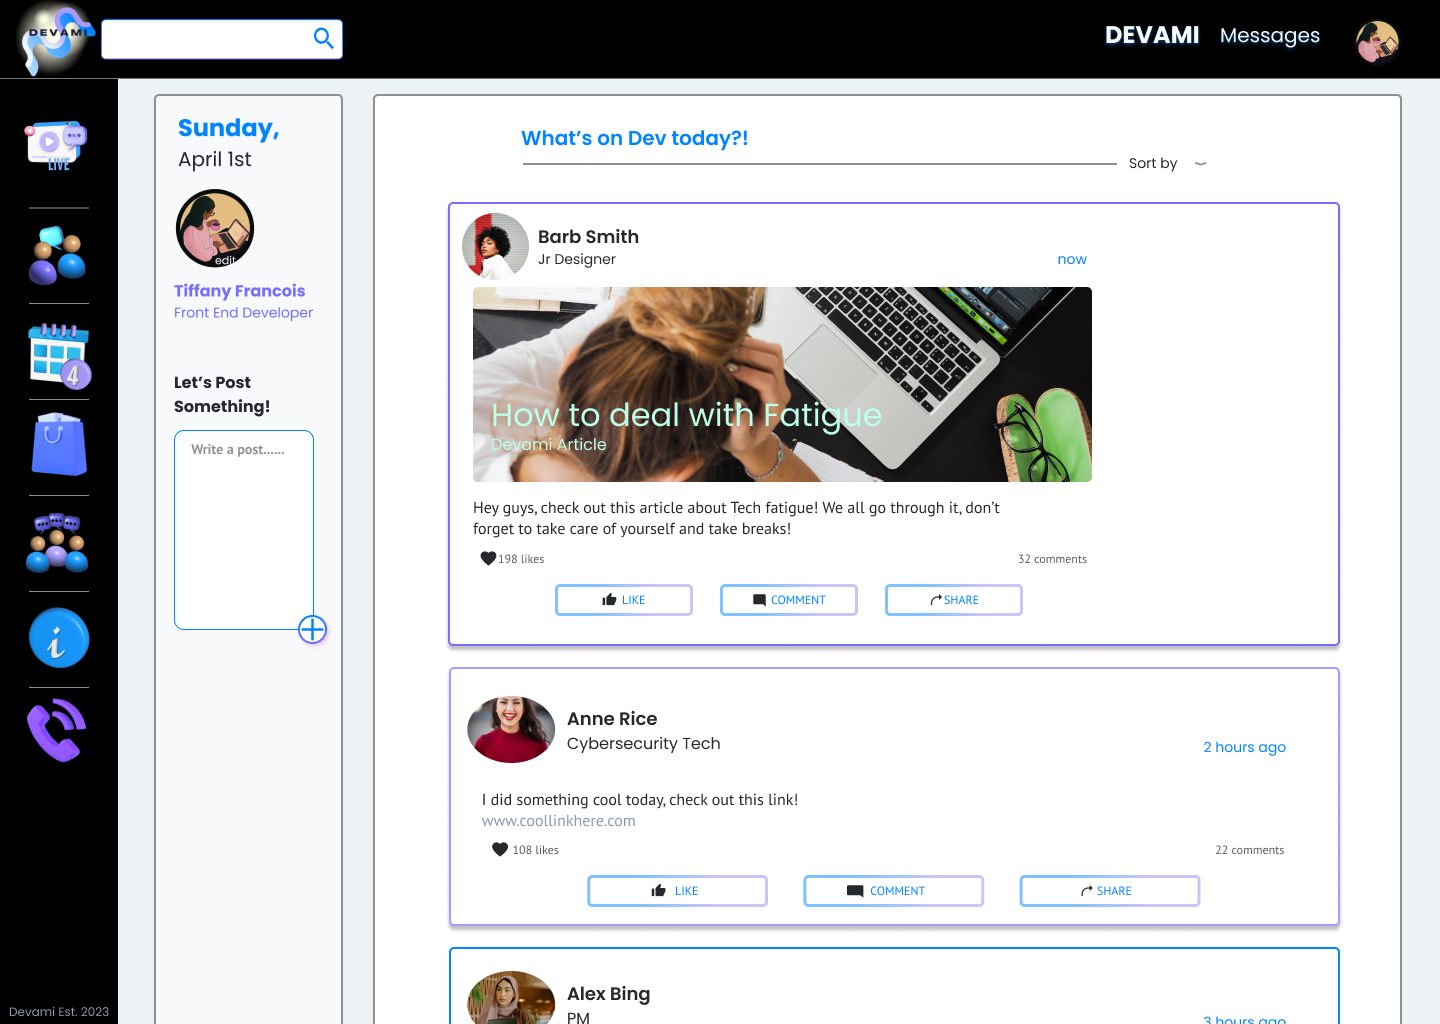 DEVAMI
DEVAMI
Messages
LIVE
4
i
Devami Est. 2023
Sunday,
April 1st
edit
Tiffany Francois
Front End Developer
Let's Post
Something!
Write a post......
What's on Dev today?!
Sort by
Barb Smith
Jr Designer
now
How to deal with Fatigue
Devami Article
Hey guys, check out this article about Tech fatigue! We all go through it, don't
forget to take care of yourself and take breaks!
198 likes
32 comments
LIKE
COMMENT
SHARE
Anne Rice
Cybersecurity Tech
2 hours ago
I did something cool today, check out this link!
www.coollinkhere.com
108 likes
22 comments
LIKE
COMMENT
SHARE
Alex Bing
PM
3 hours ago